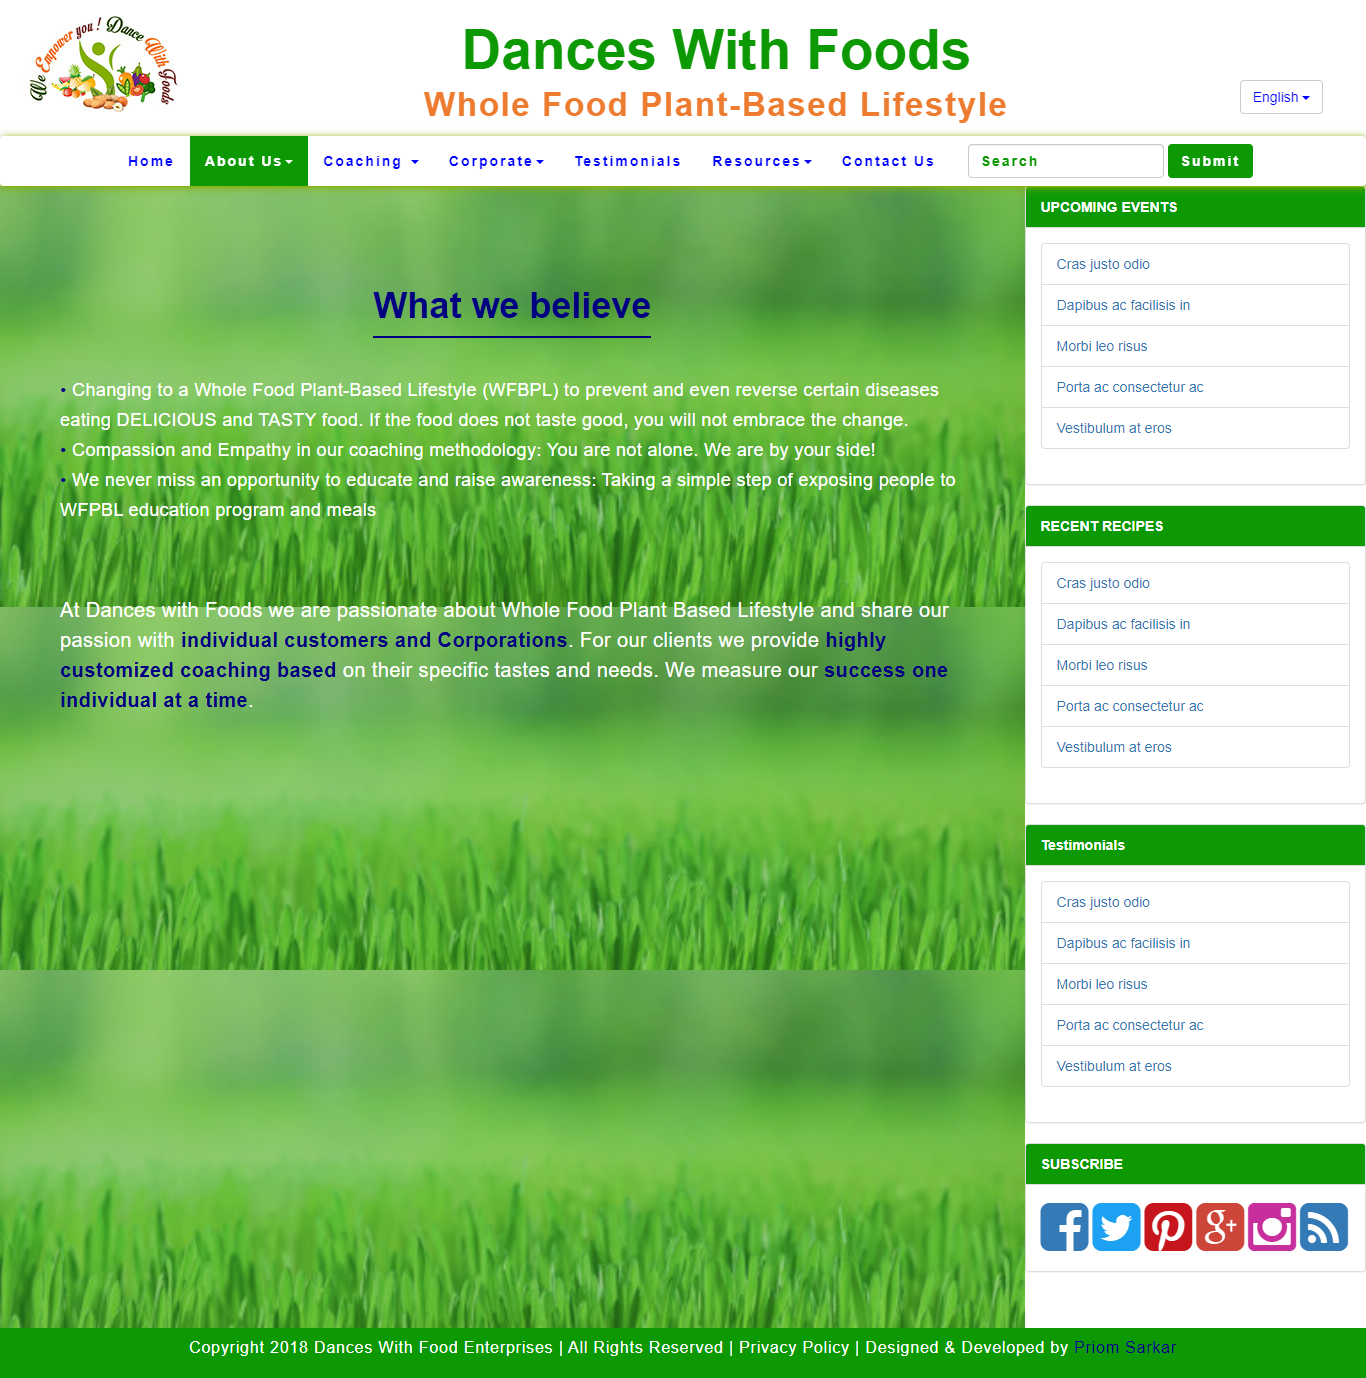 We Empower you ! Dance With Foods
Dances With Foods
Whole Food Plant-Based Lifestyle
English
Home About Us Coaching Corporate Testimonials Resources Contact Us Search Submit
What we believe
• Changing to a Whole Food Plant-Based Lifestyle (WFBPL) to prevent and even reverse certain diseases
eating DELICIOUS and TASTY food. If the food does not taste good, you will not embrace the change.
• Compassion and Empathy in our coaching methodology: You are not alone. We are by your side!
• We never miss an opportunity to educate and raise awareness: Taking a simple step of exposing people to
WFPBL education program and meals
At Dances with Foods we are passionate about Whole Food Plant Based Lifestyle and share our
passion with individual customers and Corporations. For our clients we provide highly
customized coaching based on their specific tastes and needs. We measure our success one
individual at a time.
UPCOMING EVENTS
Cras justo odio
Dapibus ac facilisis in
Morbi leo risus
Porta ac consectetur ac
Vestibulum at eros
RECENT RECIPES
Cras justo odio
Dapibus ac facilisis in
Morbi leo risus
Porta ac consectetur ac
Vestibulum at eros
Testimonials
Cras justo odio
Dapibus ac facilisis in
Morbi leo risus
Porta ac consectetur ac
Vestibulum at eros
SUBSCRIBE
Copyright 2018 Dances With Food Enterprises | All Rights Reserved | Privacy Policy | Designed & Developed by Priom Sarkar